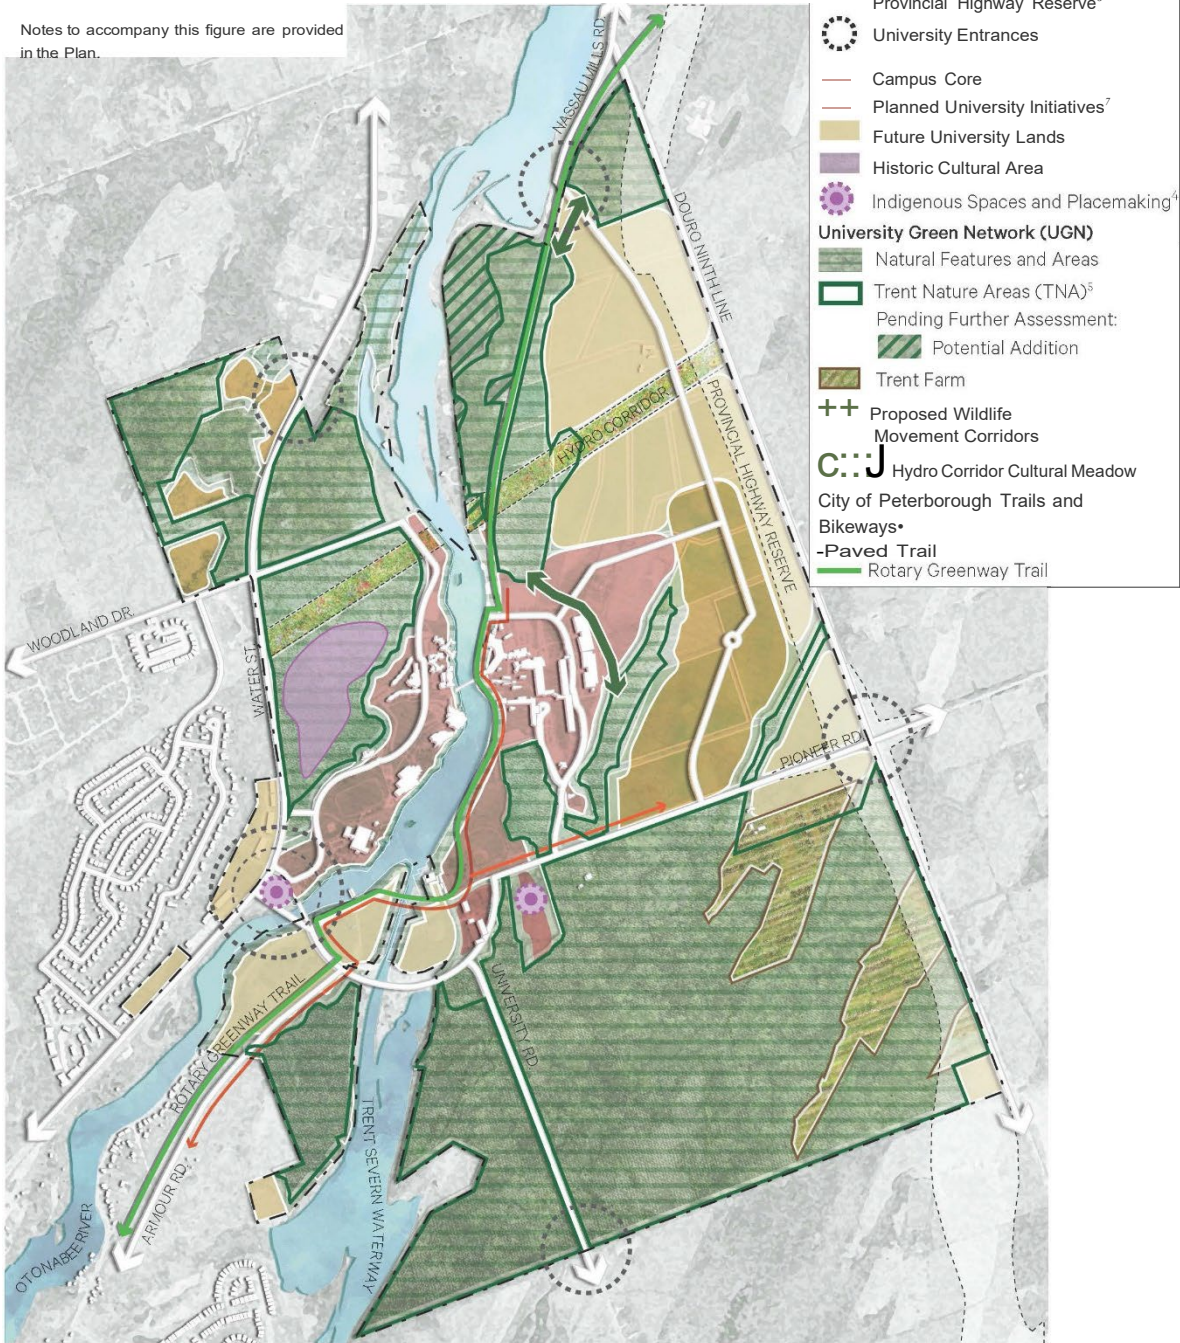 Notes to accompany this figure are provided
in the Plan.
Provincial Highway Reserve⁶
University Entrances
Campus Core
Planned University Initiatives⁷
Future University Lands
Historic Cultural Area
Indigenous Spaces and Placemaking⁴
University Green Network (UGN)
Natural Features and Areas
Trent Nature Areas (TNA)⁵
Pending Further Assessment:
Potential Addition
Trent Farm
++ Proposed Wildlife
Movement Corridors
C:::J Hydro Corridor Cultural Meadow
City of Peterborough Trails and
Bikeways•
-Paved Trail
Rotary Greenway Trail
NASSAU MILLS RD.
DOURO NINTH LINE
HYDRO CORRIDOR
PROVINCIAL HIGHWAY RESERVE
WOODLAND DR.
WATER ST.
PIONEER RD.
UNIVERSITY RD
ROTARY GREENWAY TRAIL
TRENT SEVERN WATERWAY
ARMOUR RD.
OTONABEE RIVER